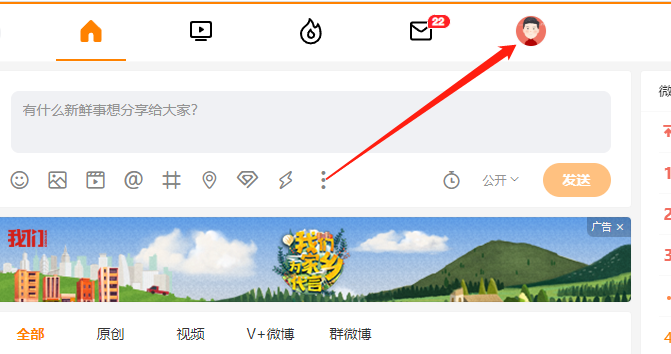 22
微
有什么新鲜事想分享给大家？
公开
发送
1
2
3
4
我们
我们
为家乡
代言
广告 ×
全部 原创 视频 V+微博 群微博